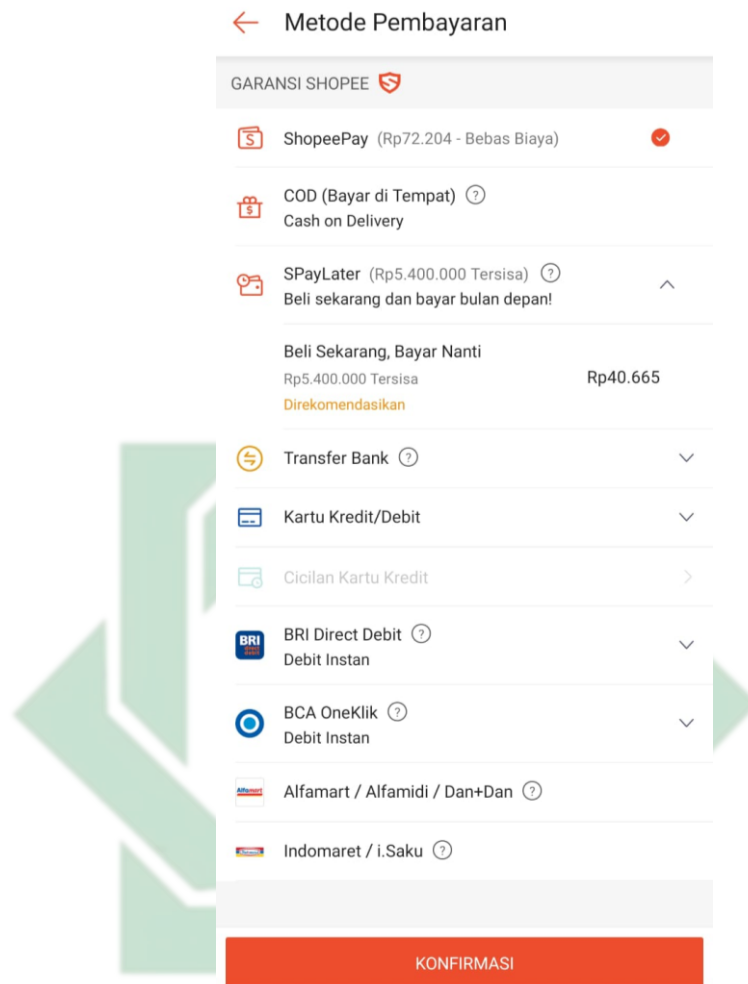 Metode Pembayaran
GARANSI SHOPEE
ShopeePay (Rp72.204 - Bebas Biaya)
COD (Bayar di Tempat) ?
Cash on Delivery
SPayLater (Rp5.400.000 Tersisa) ?
Beli sekarang dan bayar bulan depan!
Beli Sekarang, Bayar Nanti
Rp5.400.000 Tersisa
Rp40.665
Direkomendasikan
Transfer Bank ?
Kartu Kredit/Debit
Cicilan Kartu Kredit
BRI
BRI Direct Debit ?
Debit Instan
BCA OneKlik ?
Debit Instan
Alfamart
Alfamart / Alfamidi / Dan+Dan ?
Indomaret / i.Saku ?
KONFIRMASI